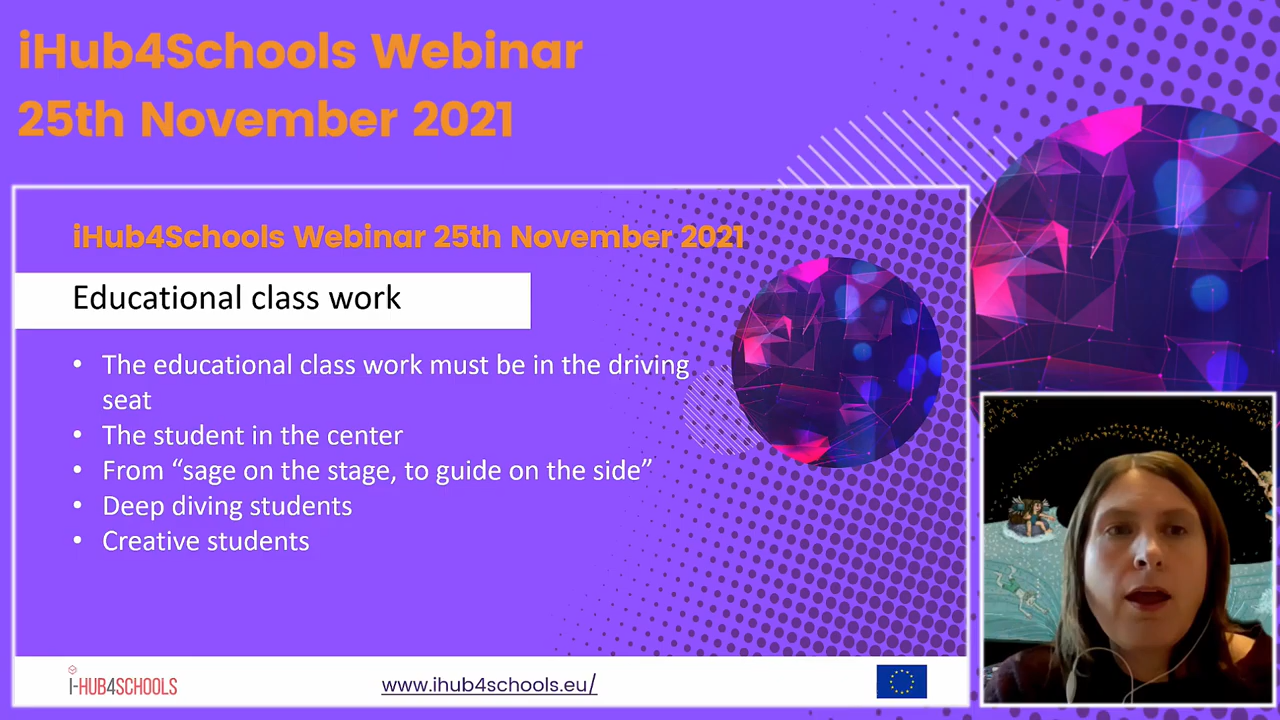 iHub4Schools Webinar
25th November 2021
iHub4Schools Webinar 25th November 2021
Educational class work
• The educational class work must be in the driving
seat
• The student in the center
• From “sage on the stage, to guide on the side”
• Deep diving students
• Creative students
i-HUB4SCHOOLS
www.ihub4schools.eu/